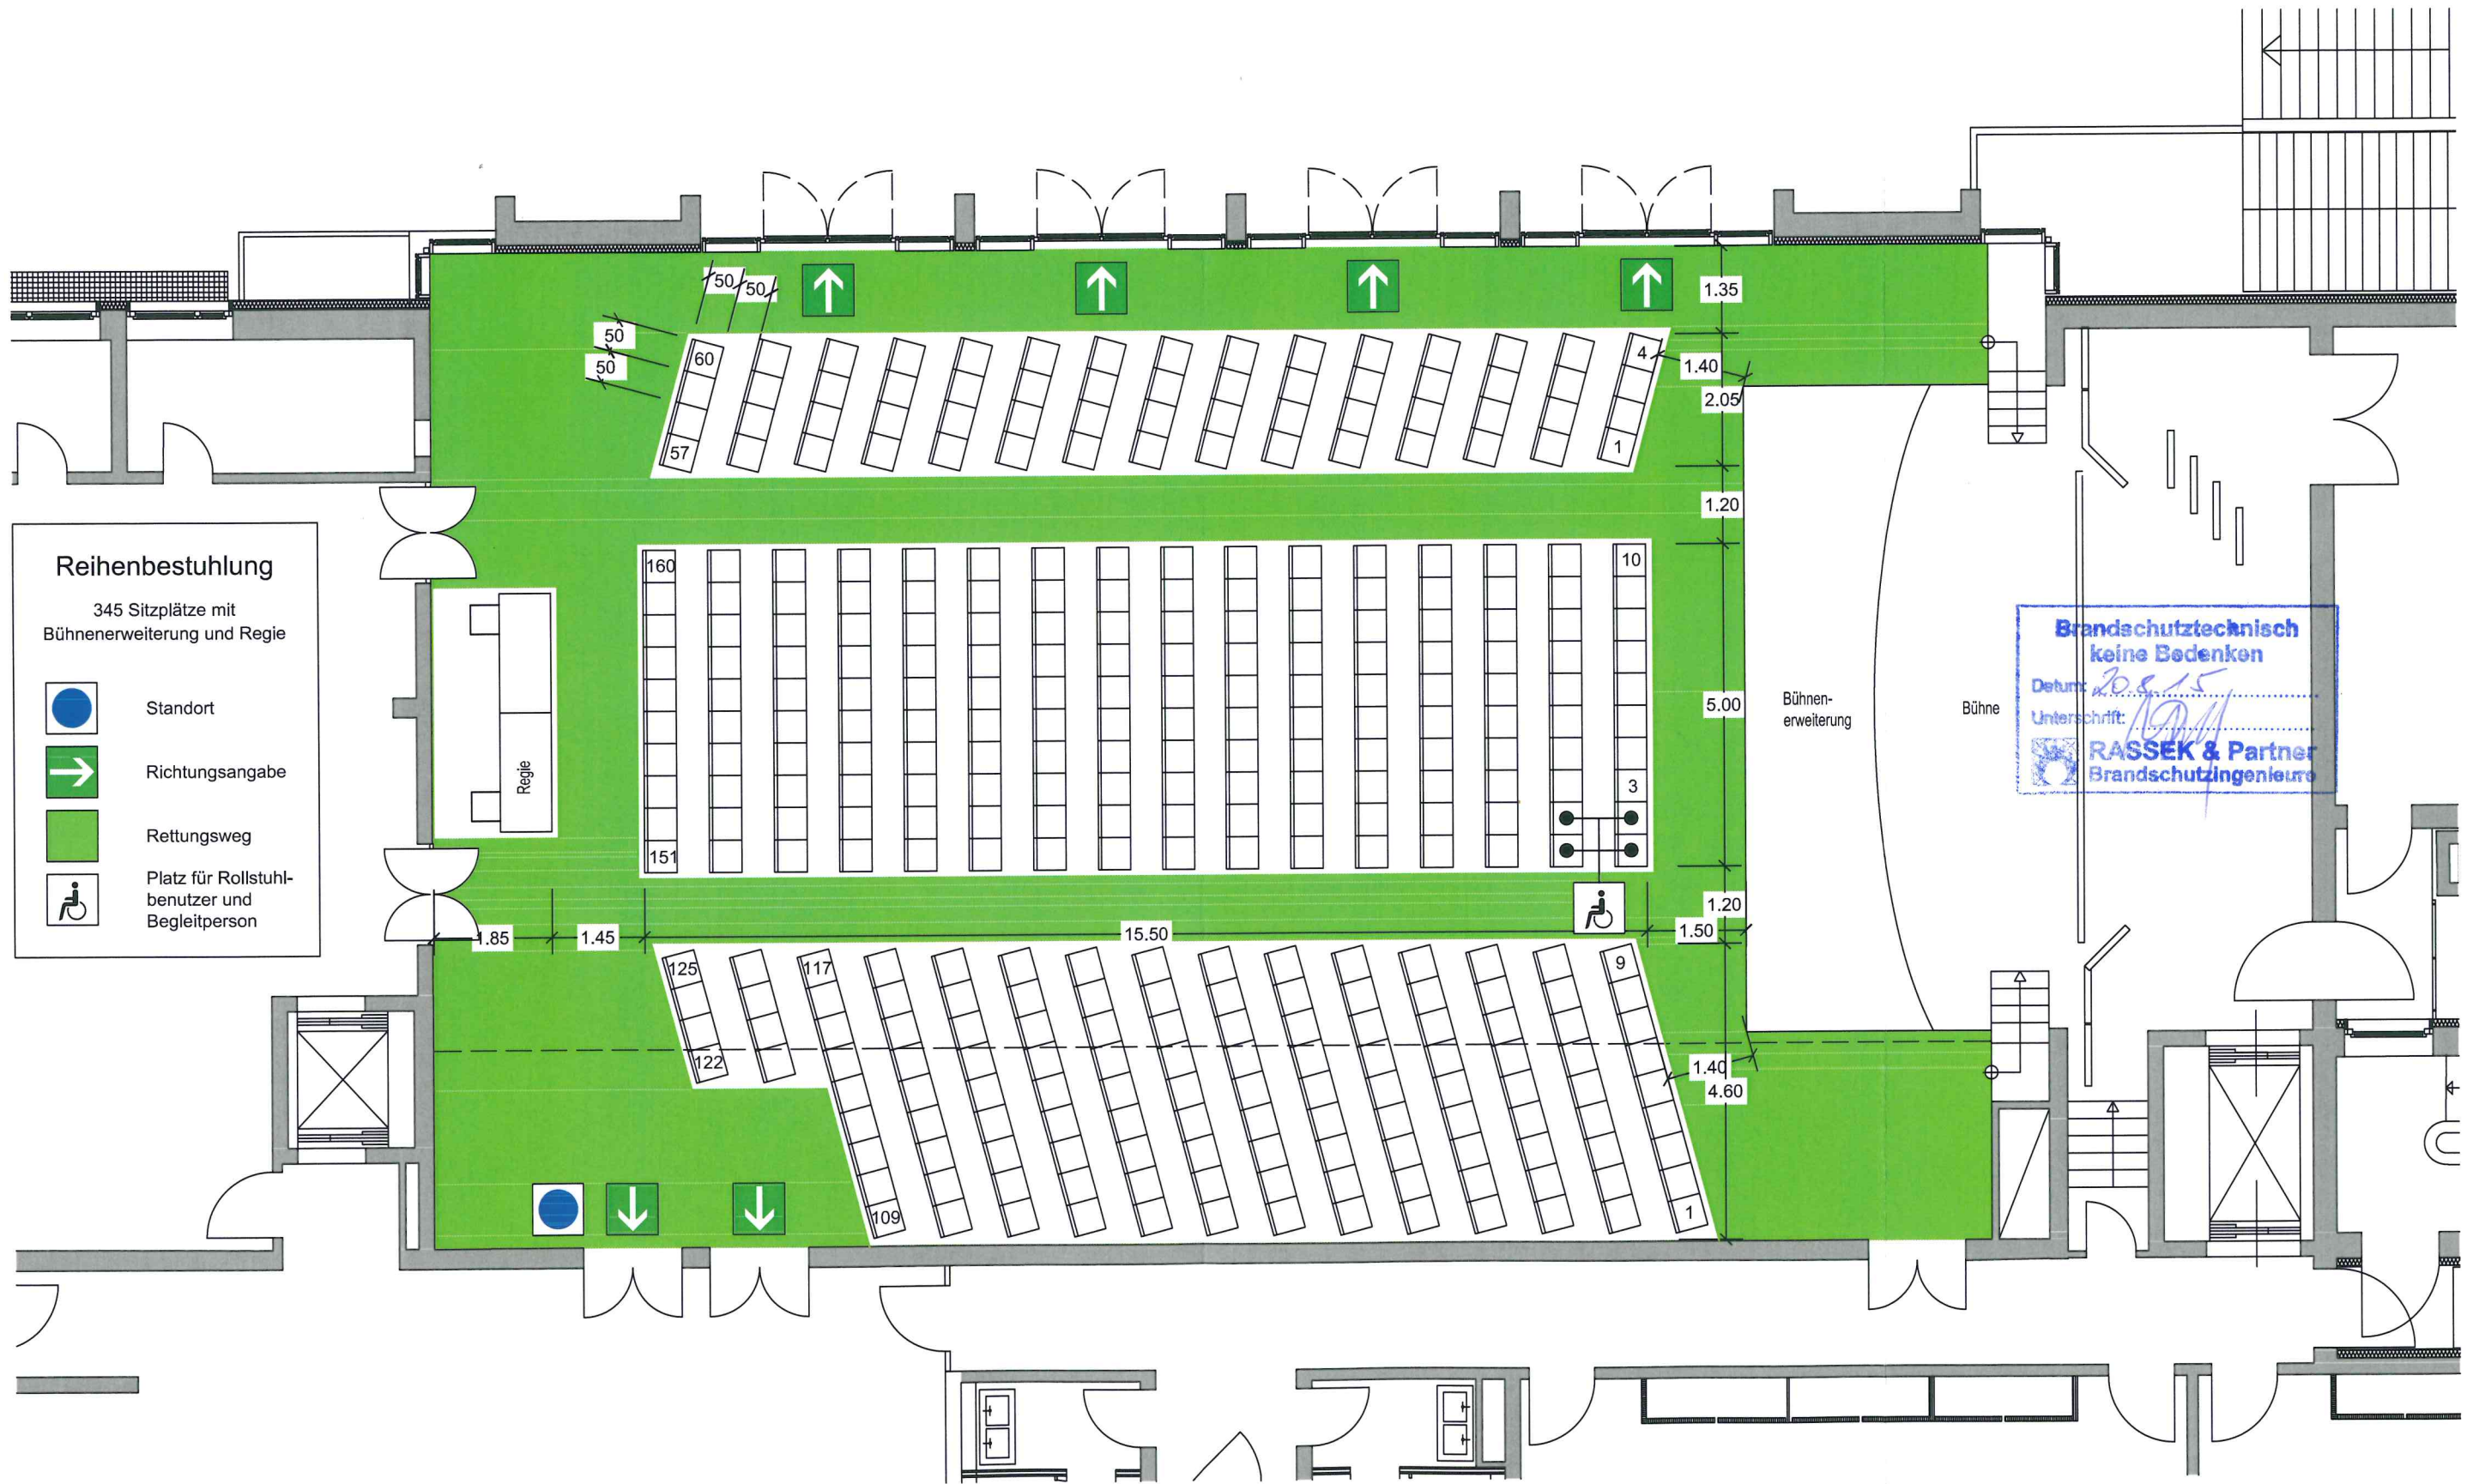 50
50
1.35
50
50
60
4
1.40
2.05
57
1
1.20
Reihenbestuhlung
345 Sitzplätze mit
Bühnenerweiterung und Regie
Standort
Richtungsangabe
Rettungsweg
Platz für Rollstuhl-
benutzer und
Begleitperson
160
10
Regie
5.00
3
151
Bühnen-
erweiterung
Bühne
Brandschutztechnisch
keine Bedenken
Datum: 20.8.15
Unterschrift:
RASSEK & Partner
Brandschutzingenieure
1.20
1.85
1.45
15.50
1.50
125
117
9
122
1.40
4.60
109
1